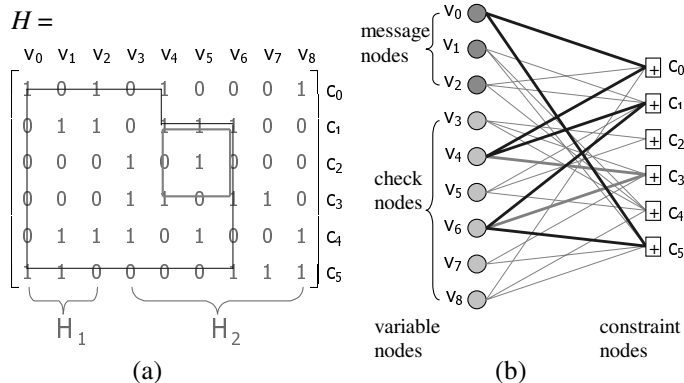 H =
v0 v1 v2 v3 v4 v5 v6 v7 v8
1 0 1 0 1 0 0 0 1 c0
0 1 1 0 1 1 1 0 0 c1
0 0 0 1 0 1 0 0 0 c2
0 0 0 1 1 0 1 1 0 c3
0 1 1 1 0 1 0 0 1 c4
1 1 0 0 0 0 1 1 1 c5
H1 H2
(a)
message
nodes
check
nodes
v0
v1
v2
v3
v4
v5
v6
v7
v8
+ c0
+ c1
+ c2
+ c3
+ c4
+ c5
variable
nodes
constraint
nodes
(b)